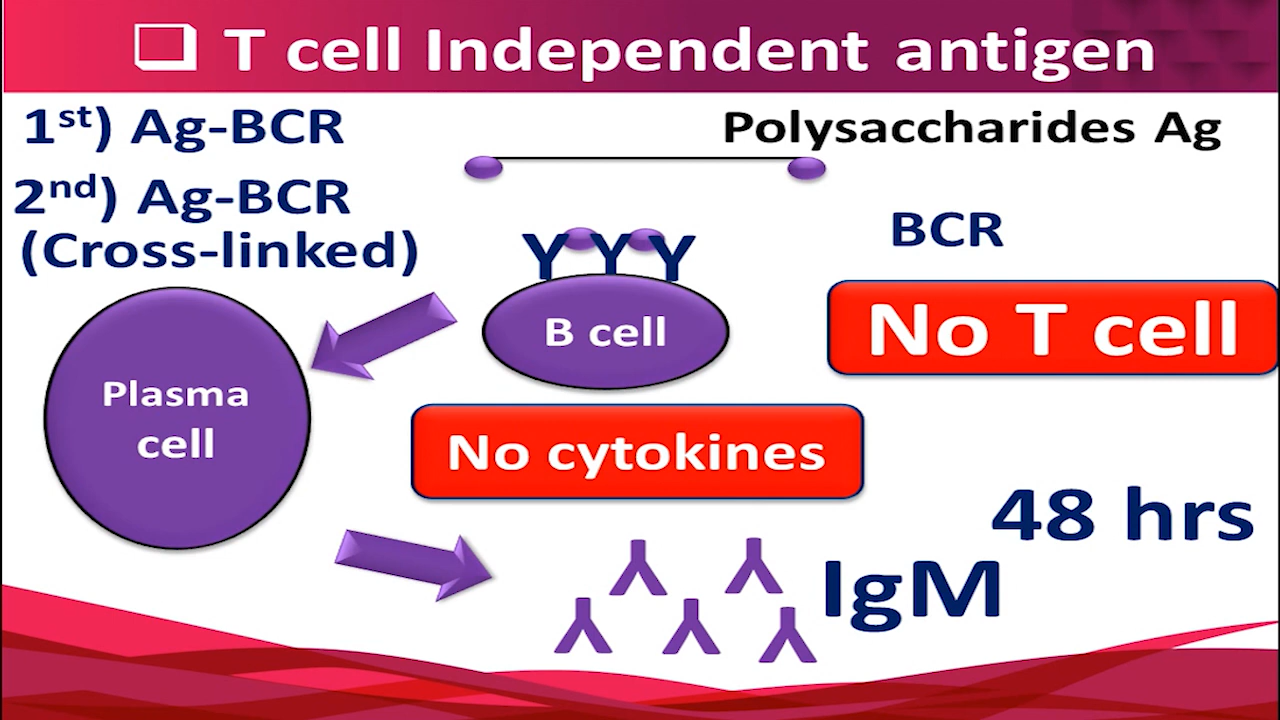 ❑ T cell Independent antigen
1st) Ag-BCR
Polysaccharides Ag
2nd) Ag-BCR
(Cross-linked)
BCR
B cell
No T cell
Plasma
cell
No cytokines
48 hrs
IgM